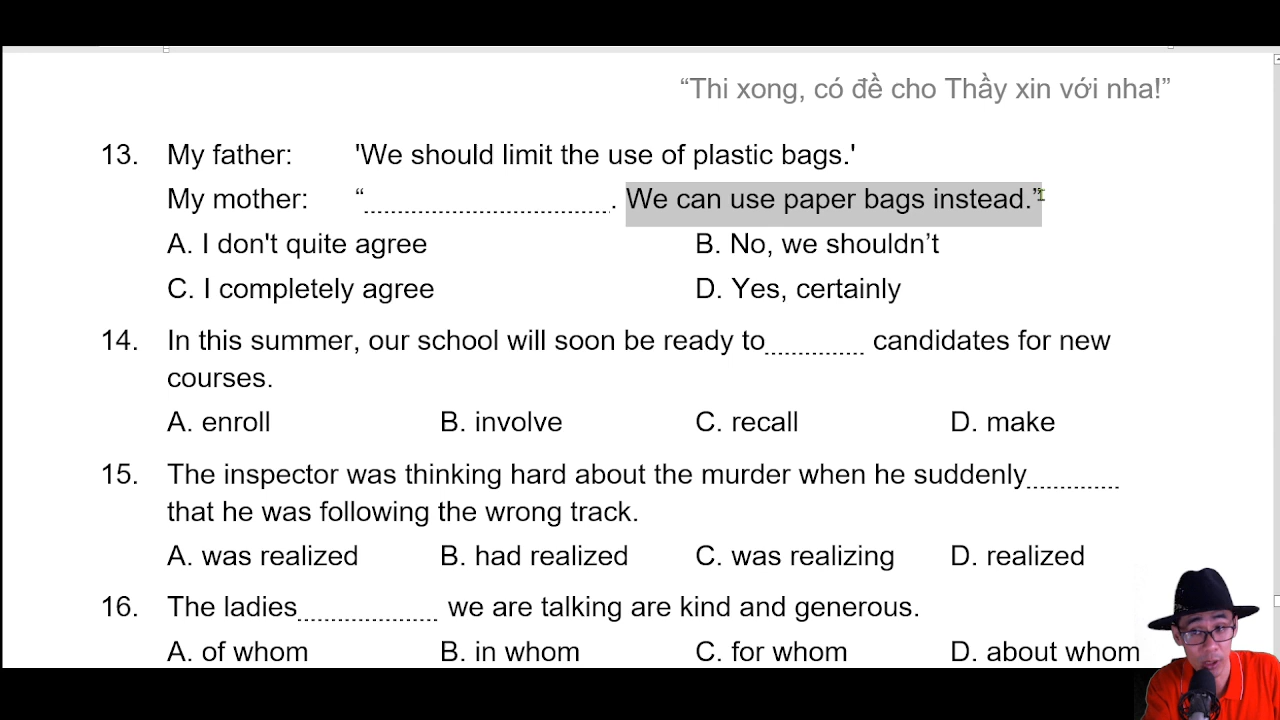 “Thi xong, có đề cho Thầy xin với nha!”
13. My father: 'We should limit the use of plastic bags.'
My mother: “............................... . We can use paper bags instead.”
A. I don't quite agree B. No, we shouldn’t
C. I completely agree D. Yes, certainly
14. In this summer, our school will soon be ready to............. candidates for new
courses.
A. enroll B. involve C. recall D. make
15. The inspector was thinking hard about the murder when he suddenly............
that he was following the wrong track.
A. was realized B. had realized C. was realizing D. realized
16. The ladies.................. we are talking are kind and generous.
A. of whom B. in whom C. for whom D. about whom